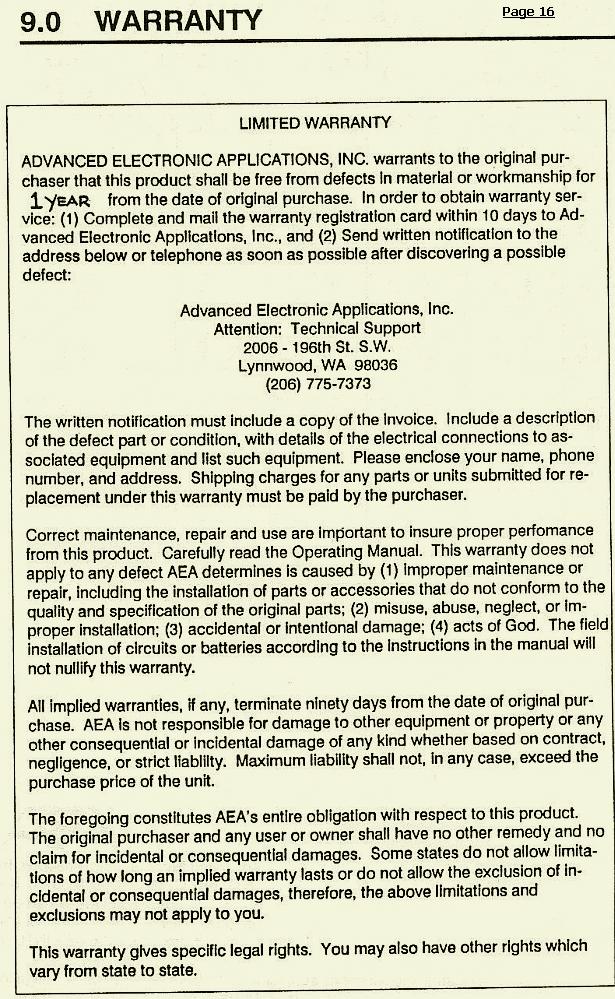 9.0 WARRANTY Page 16
LIMITED WARRANTY
ADVANCED ELECTRONIC APPLICATIONS, INC. warrants to the original pur-
chaser that this product shall be free from defects in material or workmanship for
1 YEAR from the date of original purchase. In order to obtain warranty ser-
vice: (1) Complete and mail the warranty registration card within 10 days to Ad-
vanced Electronic Applications, Inc., and (2) Send written notification to the
address below or telephone as soon as possible after discovering a possible
defect:
Advanced Electronic Applications, Inc.
Attention: Technical Support
2006 - 196th St. S.W.
Lynnwood, WA 98036
(206) 775-7373
The written notification must include a copy of the invoice. Include a description
of the defect part or condition, with details of the electrical connections to as-
sociated equipment and list such equipment. Please enclose your name, phone
number, and address. Shipping charges for any parts or units submitted for re-
placement under this warranty must be paid by the purchaser.
Correct maintenance, repair and use are important to insure proper perfomance
from this product. Carefully read the Operating Manual. This warranty does not
apply to any defect AEA determines is caused by (1) improper maintenance or
repair, including the installation of parts or accessories that do not conform to the
quality and specification of the original parts; (2) misuse, abuse, neglect, or im-
proper installation; (3) accidental or intentional damage; (4) acts of God. The field
installation of circuits or batteries according to the instructions in the manual will
not nullify this warranty.
All implied warranties, if any, terminate ninety days from the date of original pur-
chase. AEA is not responsible for damage to other equipment or property or any
other consequential or incidental damage of any kind whether based on contract,
negligence, or strict liablilty. Maximum liability shall not, in any case, exceed the
purchase price of the unit.
The foregoing constitutes AEA's entire obligation with respect to this product.
The original purchaser and any user or owner shall have no other remedy and no
claim for incidental or consequential damages. Some states do not allow limita-
tions of how long an implied warranty lasts or do not allow the exclusion of in-
cidental or consequential damages, therefore, the above limitations and
exclusions may not apply to you.
This warranty gives specific legal rights. You may also have other rights which
vary from state to state.